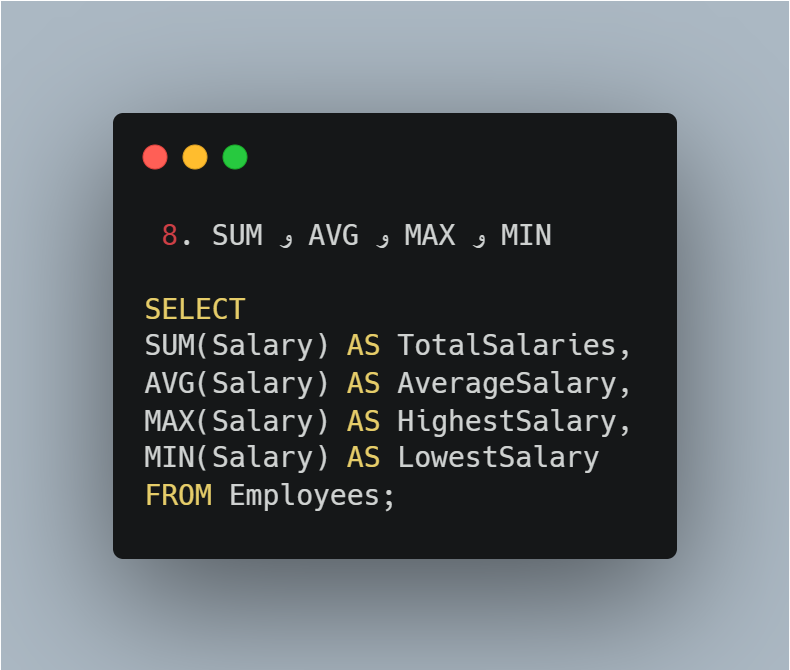 8. SUM و AVG و MAX و MIN
SELECT
SUM(Salary) AS TotalSalaries,
AVG(Salary) AS AverageSalary,
MAX(Salary) AS HighestSalary,
MIN(Salary) AS LowestSalary
FROM Employees;